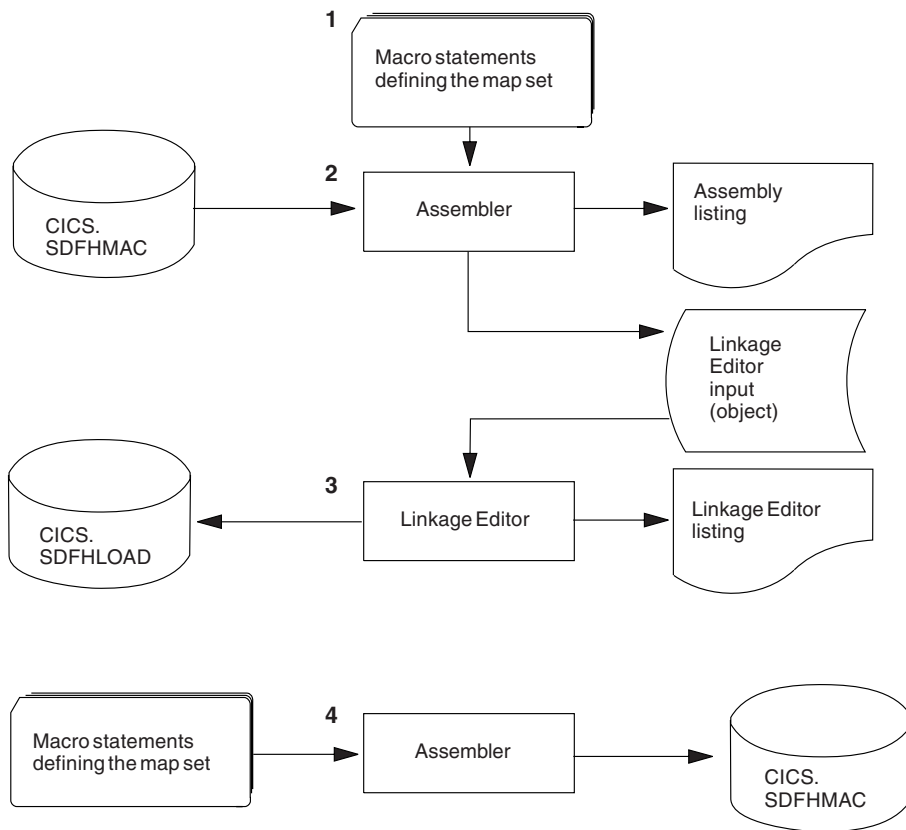 1
Macro statements
defining the map set
2
CICS.
SDFHMAC
Assembler
Assembly
listing
Linkage
Editor
input
(object)
3
CICS.
SDFHLOAD
Linkage Editor
Linkage Editor
listing
4
Macro statements
defining the map set
Assembler
CICS.
SDFHMAC